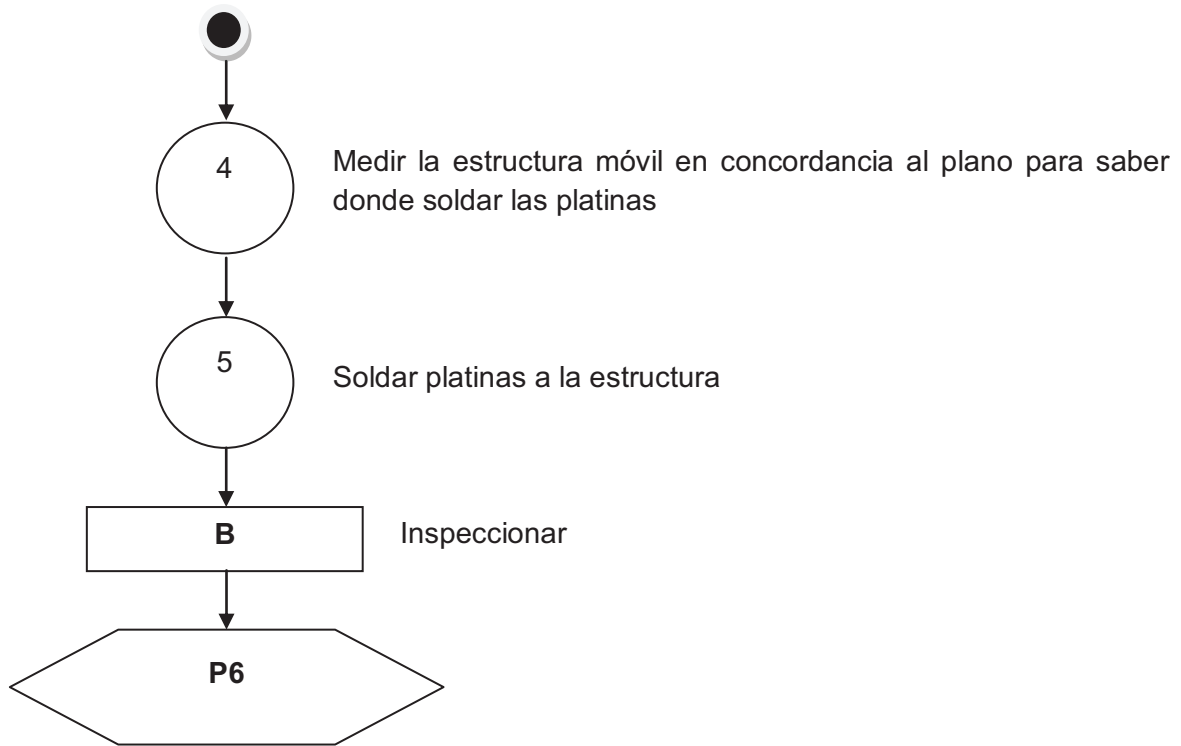 4
Medir la estructura móvil en concordancia al plano para saber
donde soldar las platinas
5
Soldar platinas a la estructura
B
Inspeccionar
P6